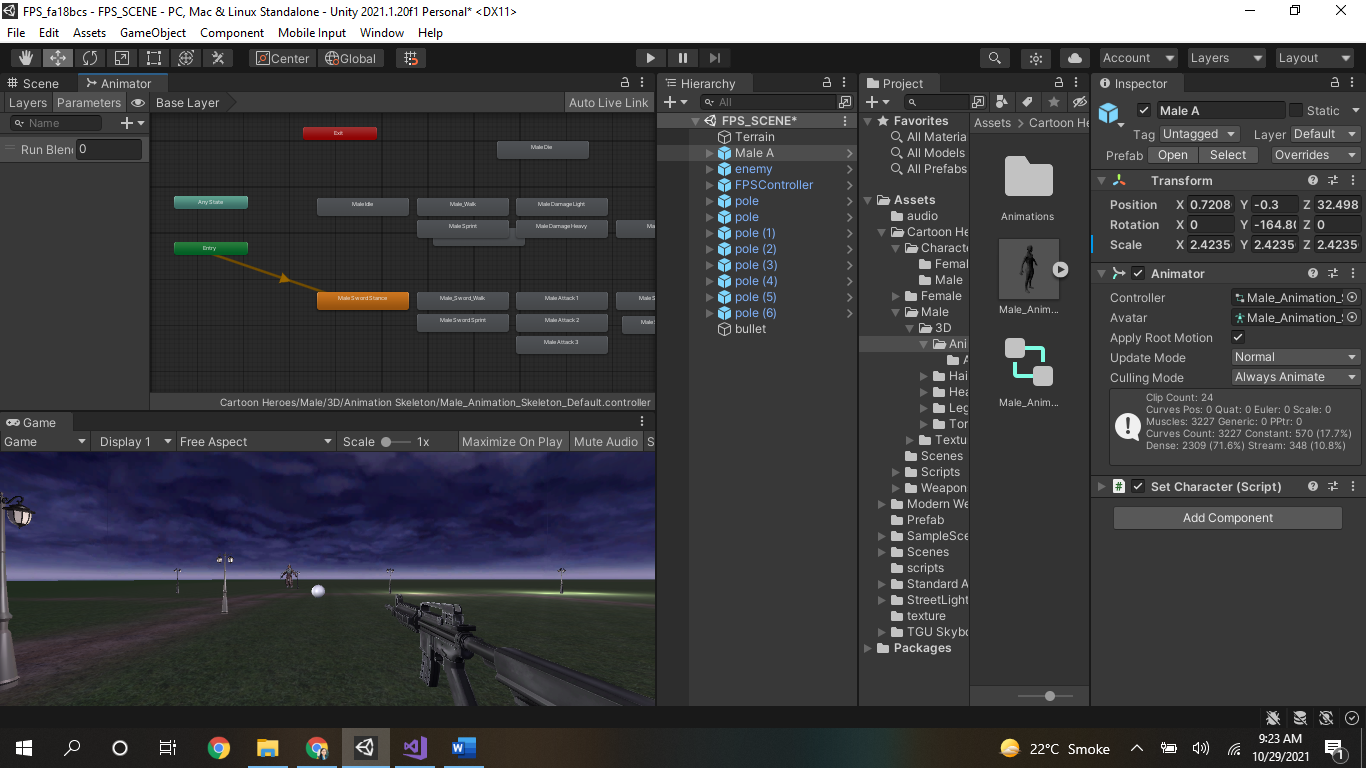 FPS_fa18bcs - FPS_SCENE - PC, Mac & Linux Standalone - Unity 2021.1.20f1 Personal* <DX11>
File Edit Assets GameObject Component Mobile Input Window Help
Center Global Account Layers Layout
Scene Animator
Layers Parameters Base Layer Auto Live Link
Name
Run Blend 0
Exit
Male Die
Any State
Male Idle Male_Walk Male Damage Light
Male Sprint Male Damage Heavy
Entry
Male Sword Stance Male_Sword_Walk Male Attack 1
Male Sword Sprint Male Attack 2
Male Attack 3
Cartoon Heroes/Male/3D/Animation Skeleton/Male_Animation_Skeleton_Default.controller
Game
Game Display 1 Free Aspect Scale 1x Maximize On Play Mute Audio S
Hierarchy
All
FPS_SCENE*
Terrain
Male A
enemy
FPSController
pole
pole
pole (1)
pole (2)
pole (3)
pole (4)
pole (5)
pole (6)
bullet
Project
Favorites
All Materia
All Models
All Prefabs
Assets
audio
Cartoon He
Characte
Femal
Male
Female
Male
3D
Ani
A
Hai
Hea
Leg
Tor
Textu
Scenes
Scripts
Weapon
Modern We
Prefab
SampleSce
Scenes
scripts
Standard A
StreetLight
texture
TGU Skybo
Packages
Assets > Cartoon He
Animations
Male_Anim...
Male_Anim...
Inspector
Male A Static
Tag Untagged Layer Default
Prefab Open Select Overrides
Transform
Position X 0.7208 Y -0.3 Z 32.498
Rotation X 0 Y -164.80 Z 0
Scale X 2.4235 Y 2.4235 Z 2.4235
Animator
Controller Male_Animation_S
Avatar Male_Animation_S
Apply Root Motion
Update Mode Normal
Culling Mode Always Animate
Clip Count: 24
Curves Pos: 0 Quat: 0 Euler: 0 Scale: 0
Muscles: 3227 Generic: 0 PPtr: 0
Curves Count: 3227 Constant: 570 (17.7%)
Dense: 2309 (71.6%) Stream: 348 (10.8%)
# Set Character (Script)
Add Component
22°C Smoke
9:23 AM
10/29/2021
1